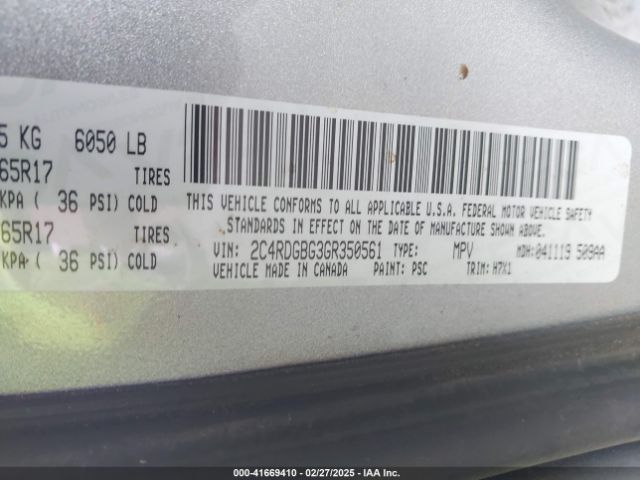 5 KG 6050 LB
65R17 TIRES
KPA ( 36 PSI) COLD
65R17 TIRES
KPA ( 36 PSI) COLD
THIS VEHICLE CONFORMS TO ALL APPLICABLE U.S.A. FEDERAL MOTOR VEHICLE SAFETY
STANDARDS IN EFFECT ON THE DATE OF MANUFACTURE SHOWN ABOVE.
VIN: 2C4RDGBG3GR350561 TYPE: MPV MDH: 041119 509AA
VEHICLE MADE IN CANADA PAINT: PSC TRIM: H7X1
000-41669410 | 02/27/2025 | IAA Inc.